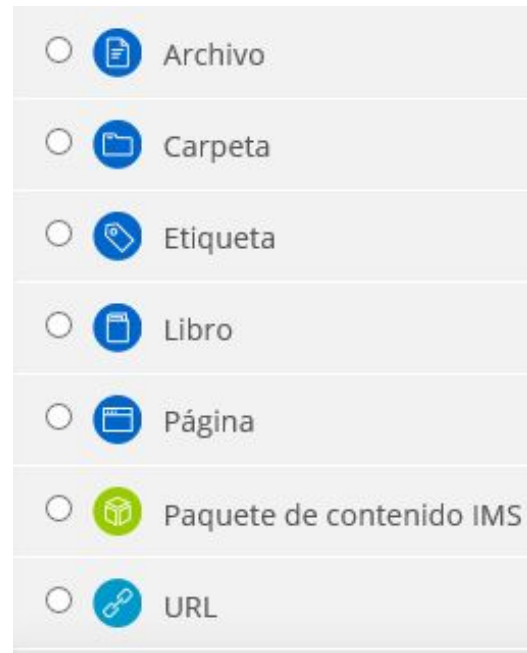 Archivo
Carpeta
Etiqueta
Libro
Página
Paquete de contenido IMS
URL